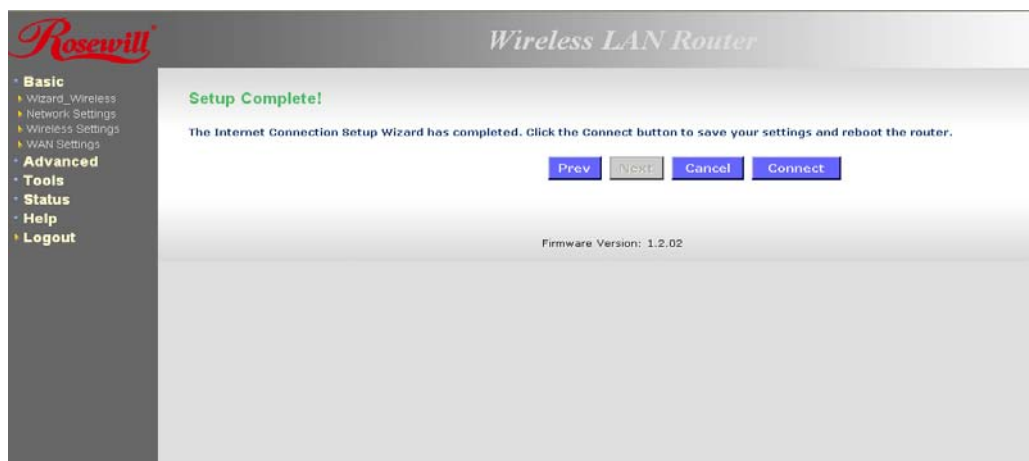 Rosewill
Wireless LAN Router
Basic
Wizard_Wireless
Network Settings
Wireless Settings
WAN Settings
Advanced
Tools
Status
Help
Logout
Setup Complete!
The Internet Connection Setup Wizard has completed. Click the Connect button to save your settings and reboot the router.
Prev Next Cancel Connect
Firmware Version: 1.2.02